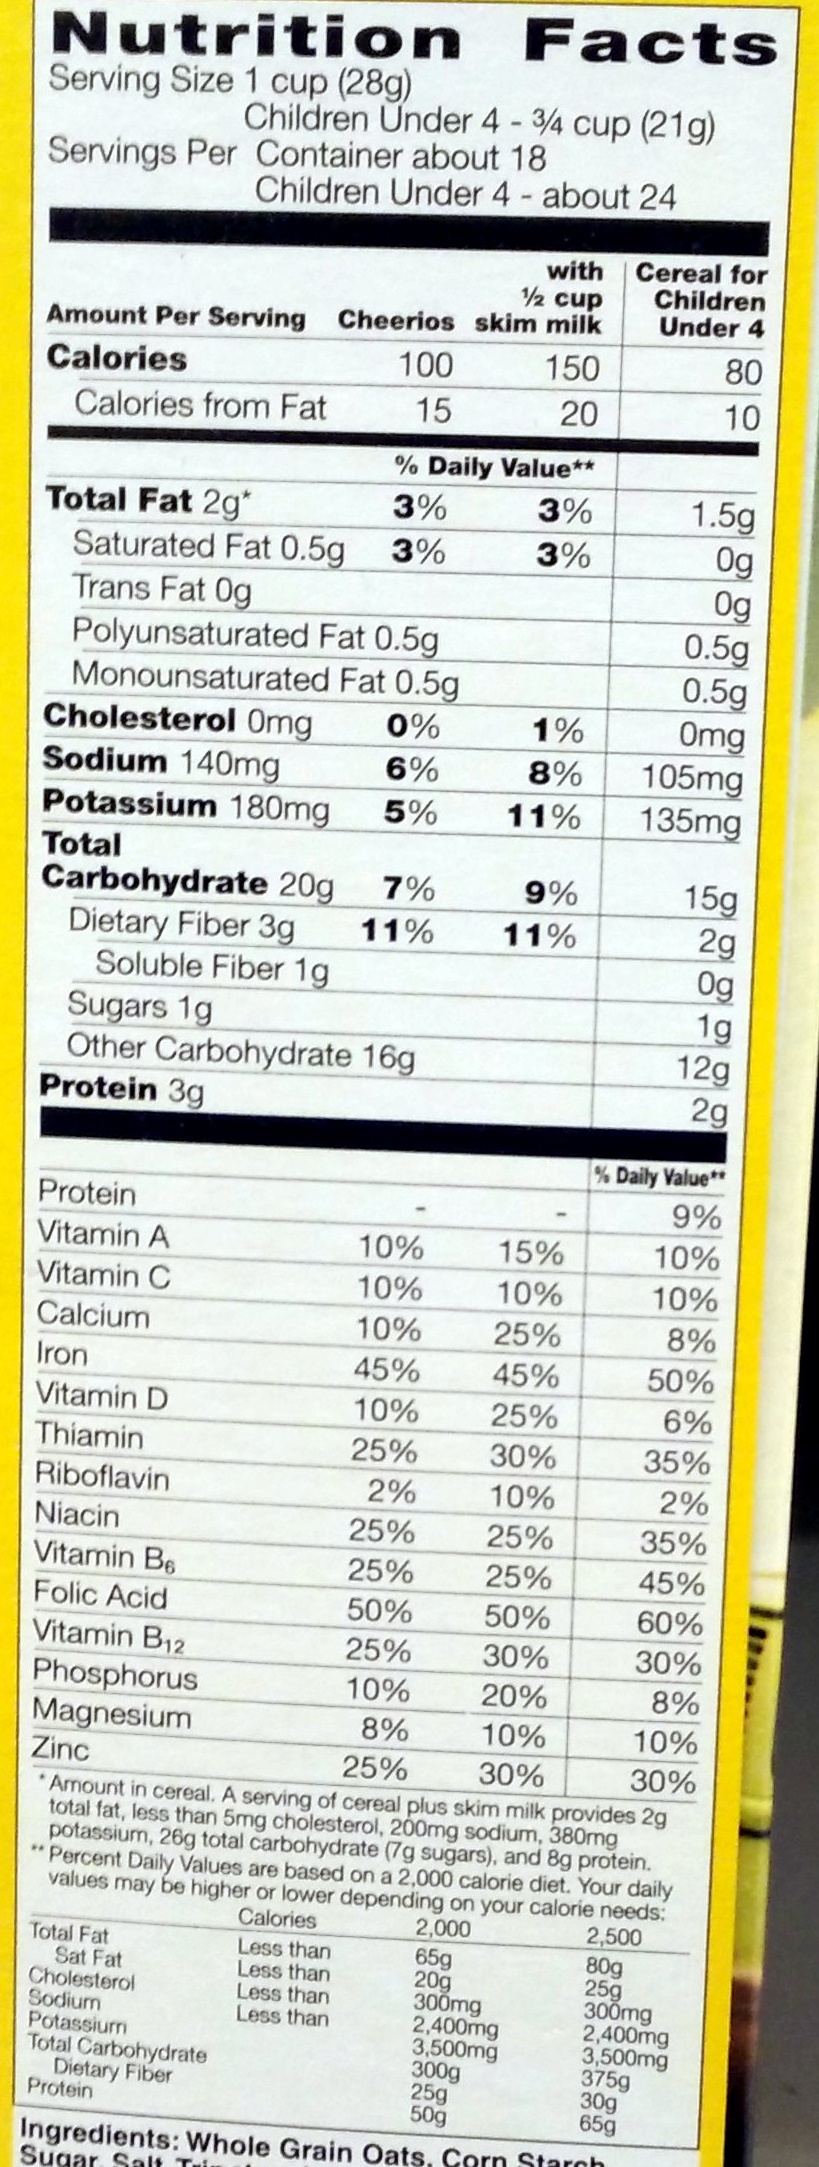 Nutrition Facts
Serving Size 1 cup (28g)
Children Under 4 - ¾ cup (21g)
Servings Per Container about 18
Children Under 4 - about 24
Amount Per Serving Cheerios with ½ cup skim milk Cereal for Children Under 4
Calories 100 150 80
Calories from Fat 15 20 10
% Daily Value**
Total Fat 2g* 3% 3% 1.5g
Saturated Fat 0.5g 3% 3% 0g
Trans Fat 0g 0g
Polyunsaturated Fat 0.5g 0.5g
Monounsaturated Fat 0.5g 0.5g
Cholesterol 0mg 0% 1% 0mg
Sodium 140mg 6% 8% 105mg
Potassium 180mg 5% 11% 135mg
Total
Carbohydrate 20g 7% 9% 15g
Dietary Fiber 3g 11% 11% 2g
Soluble Fiber 1g 0g
Sugars 1g 1g
Other Carbohydrate 16g 12g
Protein 3g 2g
% Daily Value**
Protein - - 9%
Vitamin A 10% 15% 10%
Vitamin C 10% 10% 10%
Calcium 10% 25% 8%
Iron 45% 45% 50%
Vitamin D 10% 25% 6%
Thiamin 25% 30% 35%
Riboflavin 2% 10% 2%
Niacin 25% 25% 35%
Vitamin B6 25% 25% 45%
Folic Acid 50% 50% 60%
Vitamin B12 25% 30% 30%
Phosphorus 10% 20% 8%
Magnesium 8% 10% 10%
Zinc 25% 30% 30%
*Amount in cereal. A serving of cereal plus skim milk provides 2g
total fat, less than 5mg cholesterol, 200mg sodium, 380mg
potassium, 26g total carbohydrate (7g sugars), and 8g protein.
**Percent Daily Values are based on a 2,000 calorie diet. Your daily
values may be higher or lower depending on your calorie needs:
Calories 2,000 2,500
Total Fat Less than 65g 80g
Sat Fat Less than 20g 25g
Cholesterol Less than 300mg 300mg
Sodium Less than 2,400mg 2,400mg
Potassium 3,500mg 3,500mg
Total Carbohydrate 300g 375g
Dietary Fiber 25g 30g
Protein 50g 65g
Ingredients: Whole Grain Oats, Corn Starch
Sugar, Salt